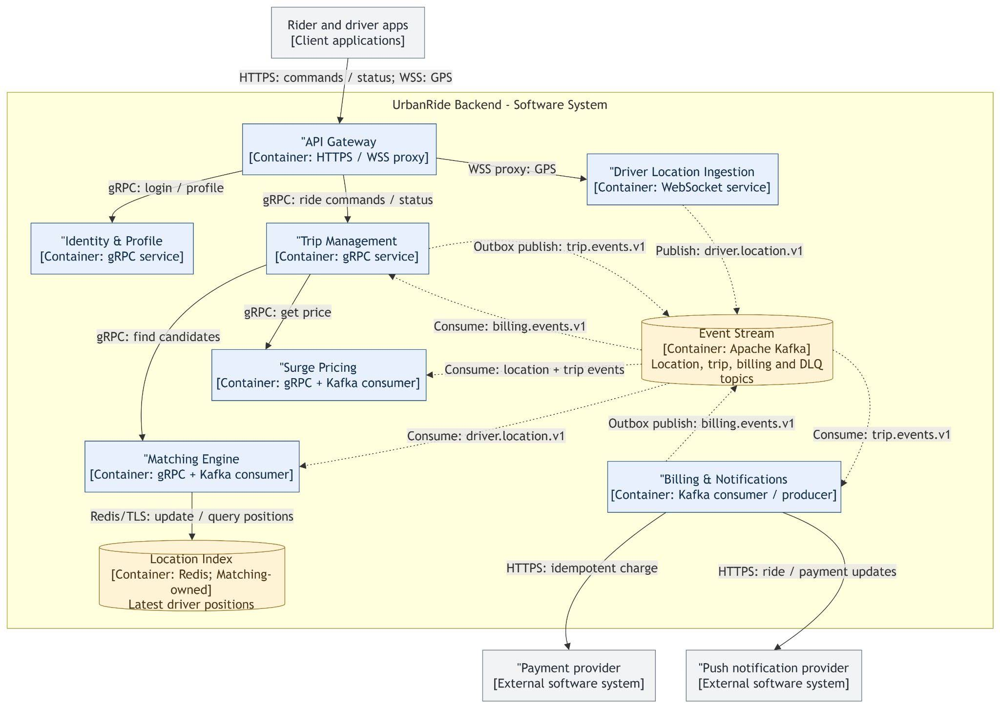 Rider and driver apps
[Client applications]
HTTPS: commands / status; WSS: GPS
UrbanRide Backend - Software System
"API Gateway
[Container: HTTPS / WSS proxy]
WSS proxy: GPS
"Driver Location Ingestion
[Container: WebSocket service]
gRPC: login / profile
gRPC: ride commands / status
"Identity & Profile
[Container: gRPC service]
"Trip Management
[Container: gRPC service]
Outbox publish: trip.events.v1
Publish: driver.location.v1
gRPC: get price
Consume: billing.events.v1
gRPC: find candidates
Event Stream
[Container: Apache Kafka]
Location, trip, billing and DLQ
topics
"Surge Pricing
[Container: gRPC + Kafka consumer]
Consume: location + trip events
Outbox publish: billing.events.v1
Consume: driver.location.v1
Consume: trip.events.v1
"Matching Engine
[Container: gRPC + Kafka consumer]
"Billing & Notifications
[Container: Kafka consumer / producer]
Redis/TLS: update / query positions
Location Index
[Container: Redis; Matching-
owned]
Latest driver positions
HTTPS: idempotent charge
HTTPS: ride / payment updates
"Payment provider
[External software system]
"Push notification provider
[External software system]